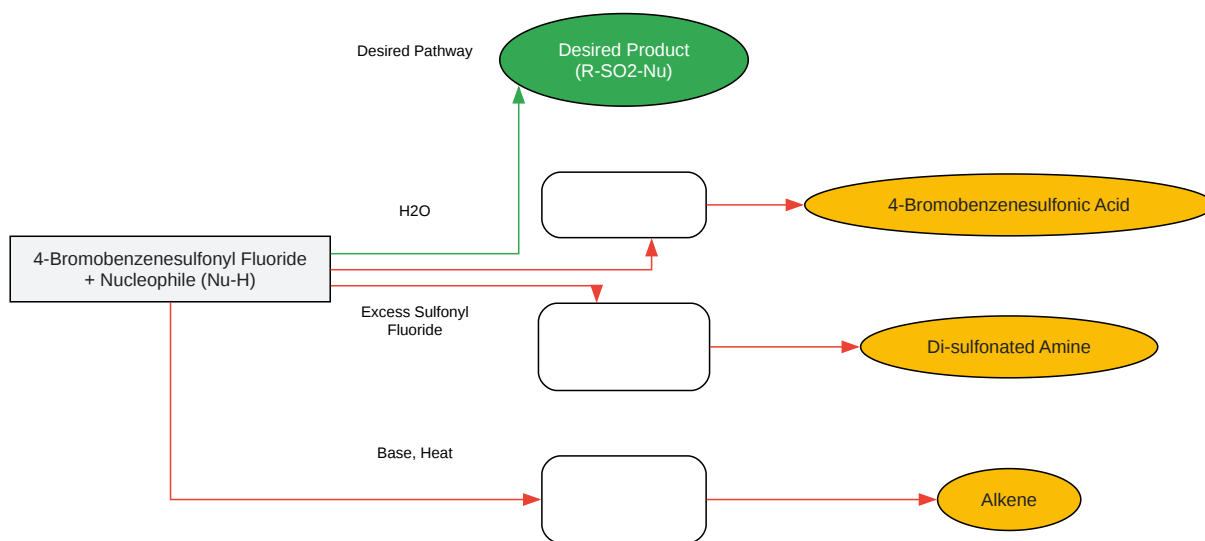 Desired Pathway
Desired Product
(R-SO2-Nu)
H2O
4-Bromobenzenesulfonic Acid
4-Bromobenzenesulfonyl Fluoride
+ Nucleophile (Nu-H)
Excess Sulfonyl
Fluoride
Di-sulfonated Amine
Base, Heat
Alkene